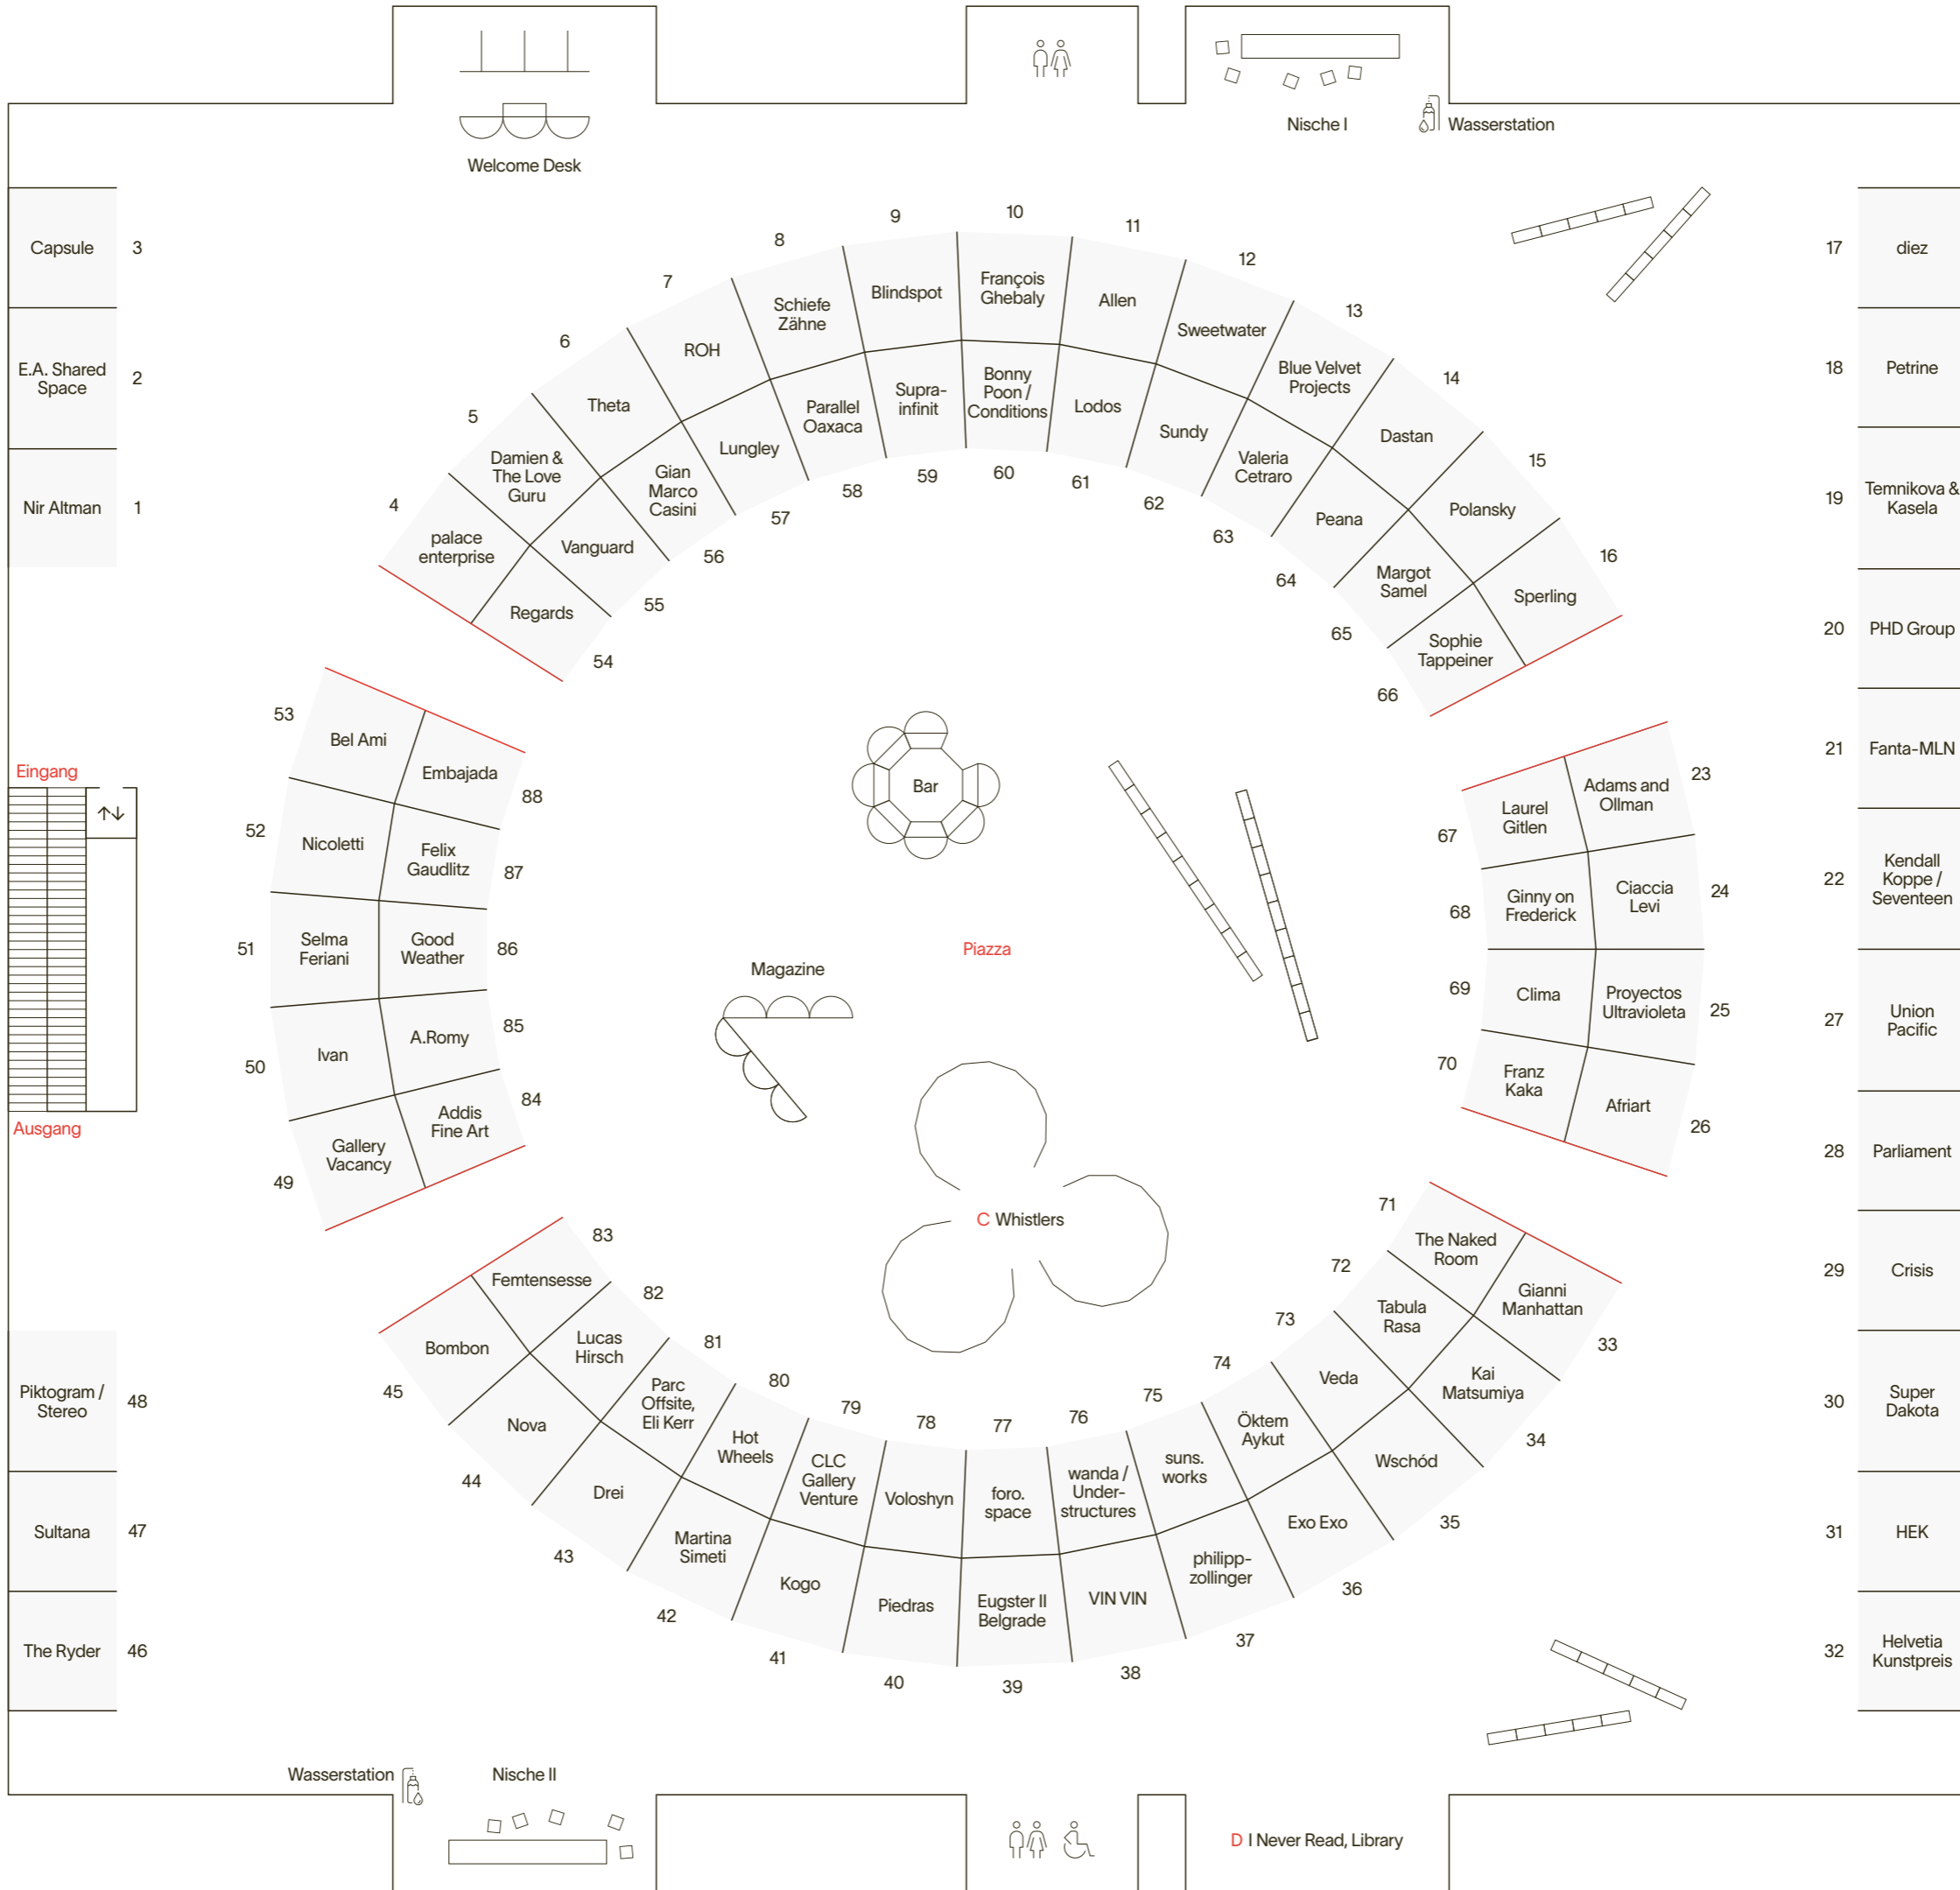 Welcome Desk
Nische I
Wasserstation
Capsule
3
E.A. Shared
Space
2
Nir Altman
1
4
palace
enterprise
5
Damien &
The Love
Guru
6
Theta
7
ROH
8
Schiefe
Zähne
9
Blindspot
10
François
Ghebaly
11
Allen
12
Sweetwater
13
Blue Velvet
Projects
14
Dastan
15
Polansky
16
Sperling
17
diez
18
Petrine
19
Temnikova &
Kasela
20
PHD Group
21
Fanta-MLN
22
Kendall
Koppe /
Seventeen
Regards
54
Vanguard
55
Gian
Marco
Casini
56
Lungley
57
Parallel
Oaxaca
58
Supra-
infinit
59
Bonny
Poon /
Conditions
60
Lodos
61
Sundy
62
Valeria
Cetraro
63
Peana
64
Margot
Samel
65
Sophie
Tappeiner
66
Eingang
Ausgang
53
Bel Ami
Embajada
88
52
Nicoletti
Felix
Gaudlitz
87
51
Selma
Feriani
Good
Weather
86
50
Ivan
A.Romy
85
49
Gallery
Vacancy
Addis
Fine Art
84
Bar
Piazza
Magazine
C Whistlers
67
Laurel
Gitlen
Adams and
Ollman
23
68
Ginny on
Frederick
Ciaccia
Levi
24
69
Clima
Proyectos
Ultravioleta
25
70
Franz
Kaka
Afriart
26
27
Union
Pacific
28
Parliament
29
Crisis
30
Super
Dakota
31
HEK
32
Helvetia
Kunstpreis
83
Femtensesse
82
Lucas
Hirsch
81
Parc
Offsite,
Eli Kerr
80
Hot
Wheels
79
CLC
Gallery
Venture
78
Voloshyn
77
foro.
space
76
wanda /
Under-
structures
75
suns.
works
74
Öktem
Aykut
73
Veda
72
Tabula
Rasa
71
The Naked
Room
Gianni
Manhattan
33
Kai
Matsumiya
34
Wschód
35
Exo Exo
36
philipp-
zollinger
37
VIN VIN
38
Eugster II
Belgrade
39
Piedras
40
Kogo
41
Martina
Simeti
42
Drei
43
Nova
44
Bombon
45
Piktogram /
Stereo
48
Sultana
47
The Ryder
46
Wasserstation
Nische II
D I Never Read, Library